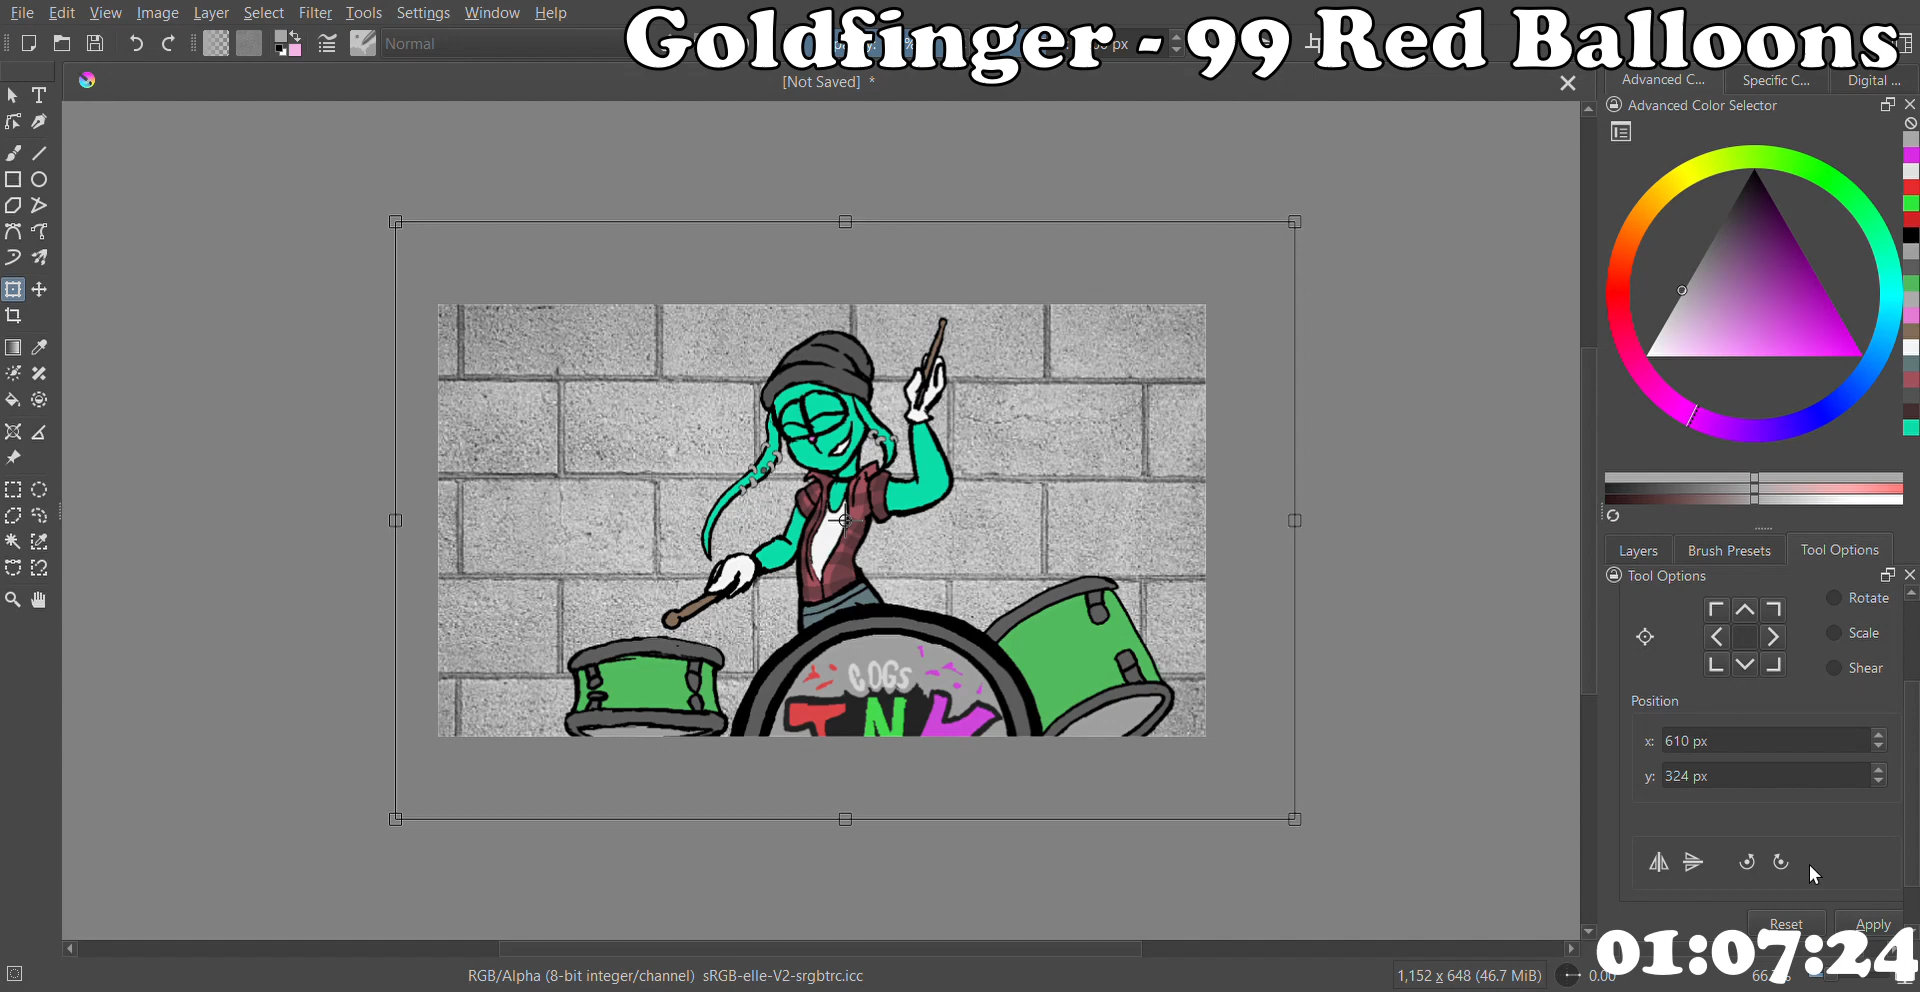 Goldfinger - 99 Red Balloons
File Edit View Image Layer Select Filter Tools Settings Window Help
Normal
px
[Not Saved] *
Advanced C... Specific C... Digital ...
Advanced Color Selector
COGs
TNK
Layers Brush Presets Tool Options
Tool Options
Rotate
Scale
Shear
Position
x: 610 px
y: 324 px
Reset Apply
01:07:24
RGB/Alpha (8-bit integer/channel) sRGB-elle-V2-srgbtrc.icc
1,152 x 648 (46.7 MiB)